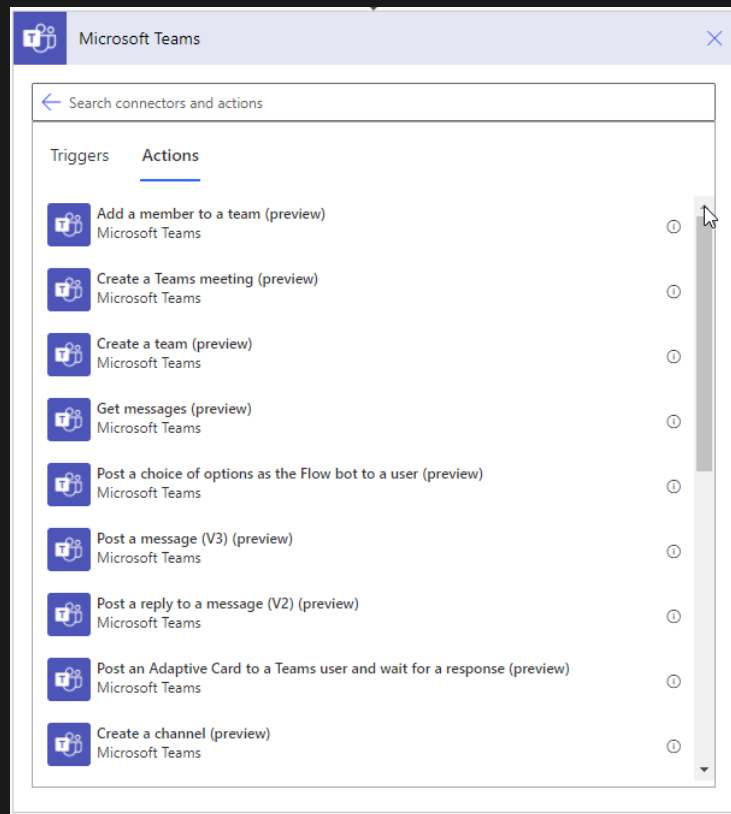 Microsoft Teams
Search connectors and actions
Triggers Actions
Add a member to a team (preview)
Microsoft Teams
Create a Teams meeting (preview)
Microsoft Teams
Create a team (preview)
Microsoft Teams
Get messages (preview)
Microsoft Teams
Post a choice of options as the Flow bot to a user (preview)
Microsoft Teams
Post a message (V3) (preview)
Microsoft Teams
Post a reply to a message (V2) (preview)
Microsoft Teams
Post an Adaptive Card to a Teams user and wait for a response (preview)
Microsoft Teams
Create a channel (preview)
Microsoft Teams